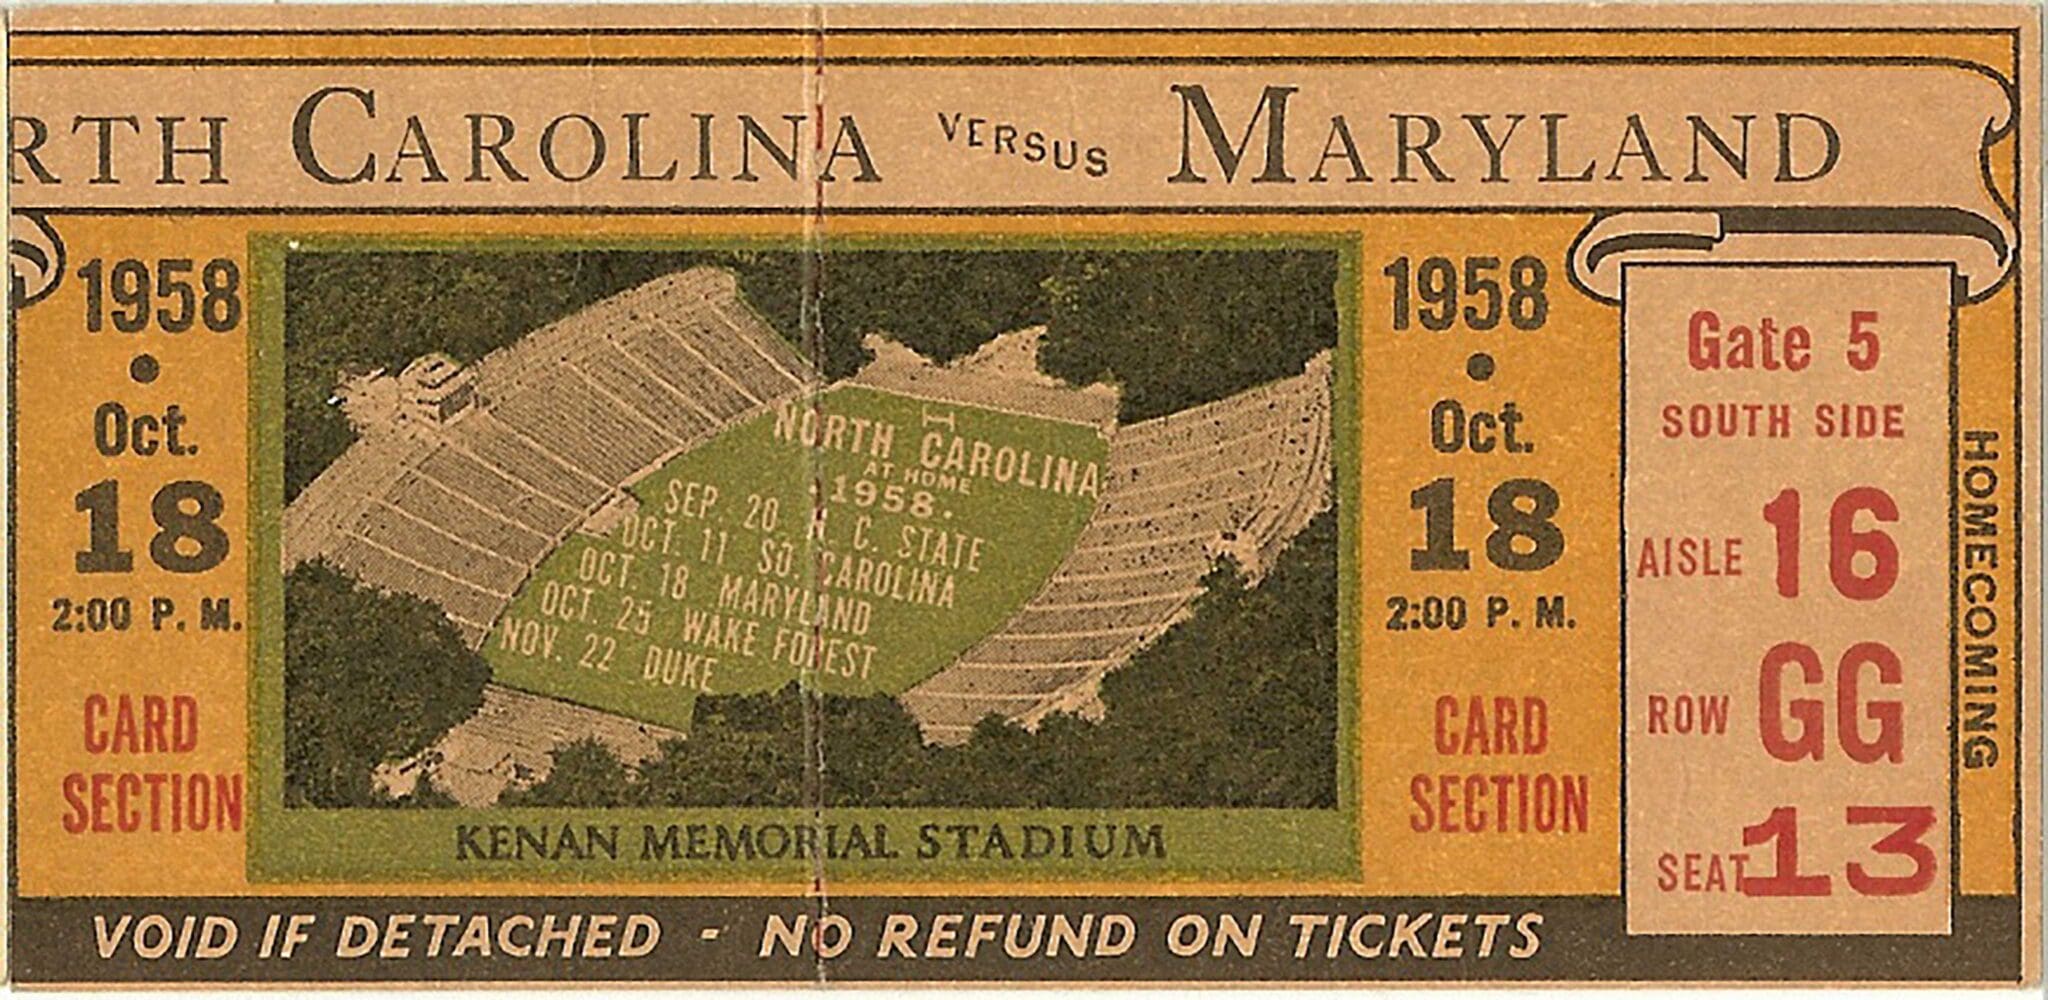 RTH CAROLINA VERSUS MARYLAND
1958
Oct.
18
2:00 P. M.
CARD
SECTION
NORTH CAROLINA
AT HOME
1958.
SEP. 20 N. C. STATE
OCT. 11 SO. CAROLINA
OCT. 18 MARYLAND
OCT. 25 WAKE FOREST
NOV. 22 DUKE
KENAN MEMORIAL STADIUM
1958
Oct.
18
2:00 P. M.
CARD
SECTION
Gate 5
SOUTH SIDE
AISLE 16
ROW GG
SEAT 13
HOMECOMING
VOID IF DETACHED - NO REFUND ON TICKETS